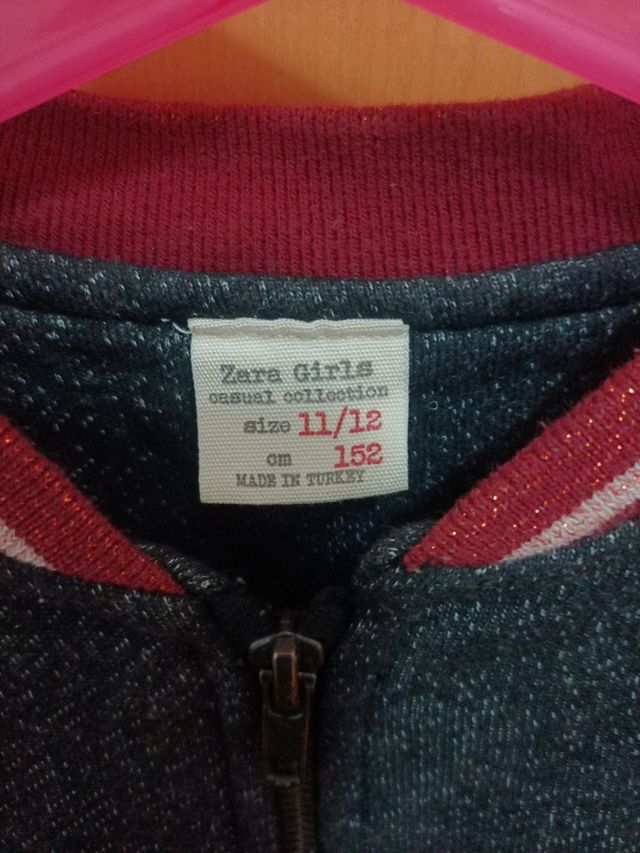 Zara Girls
casual collection
size 11/12
cm 152
MADE IN TURKEY